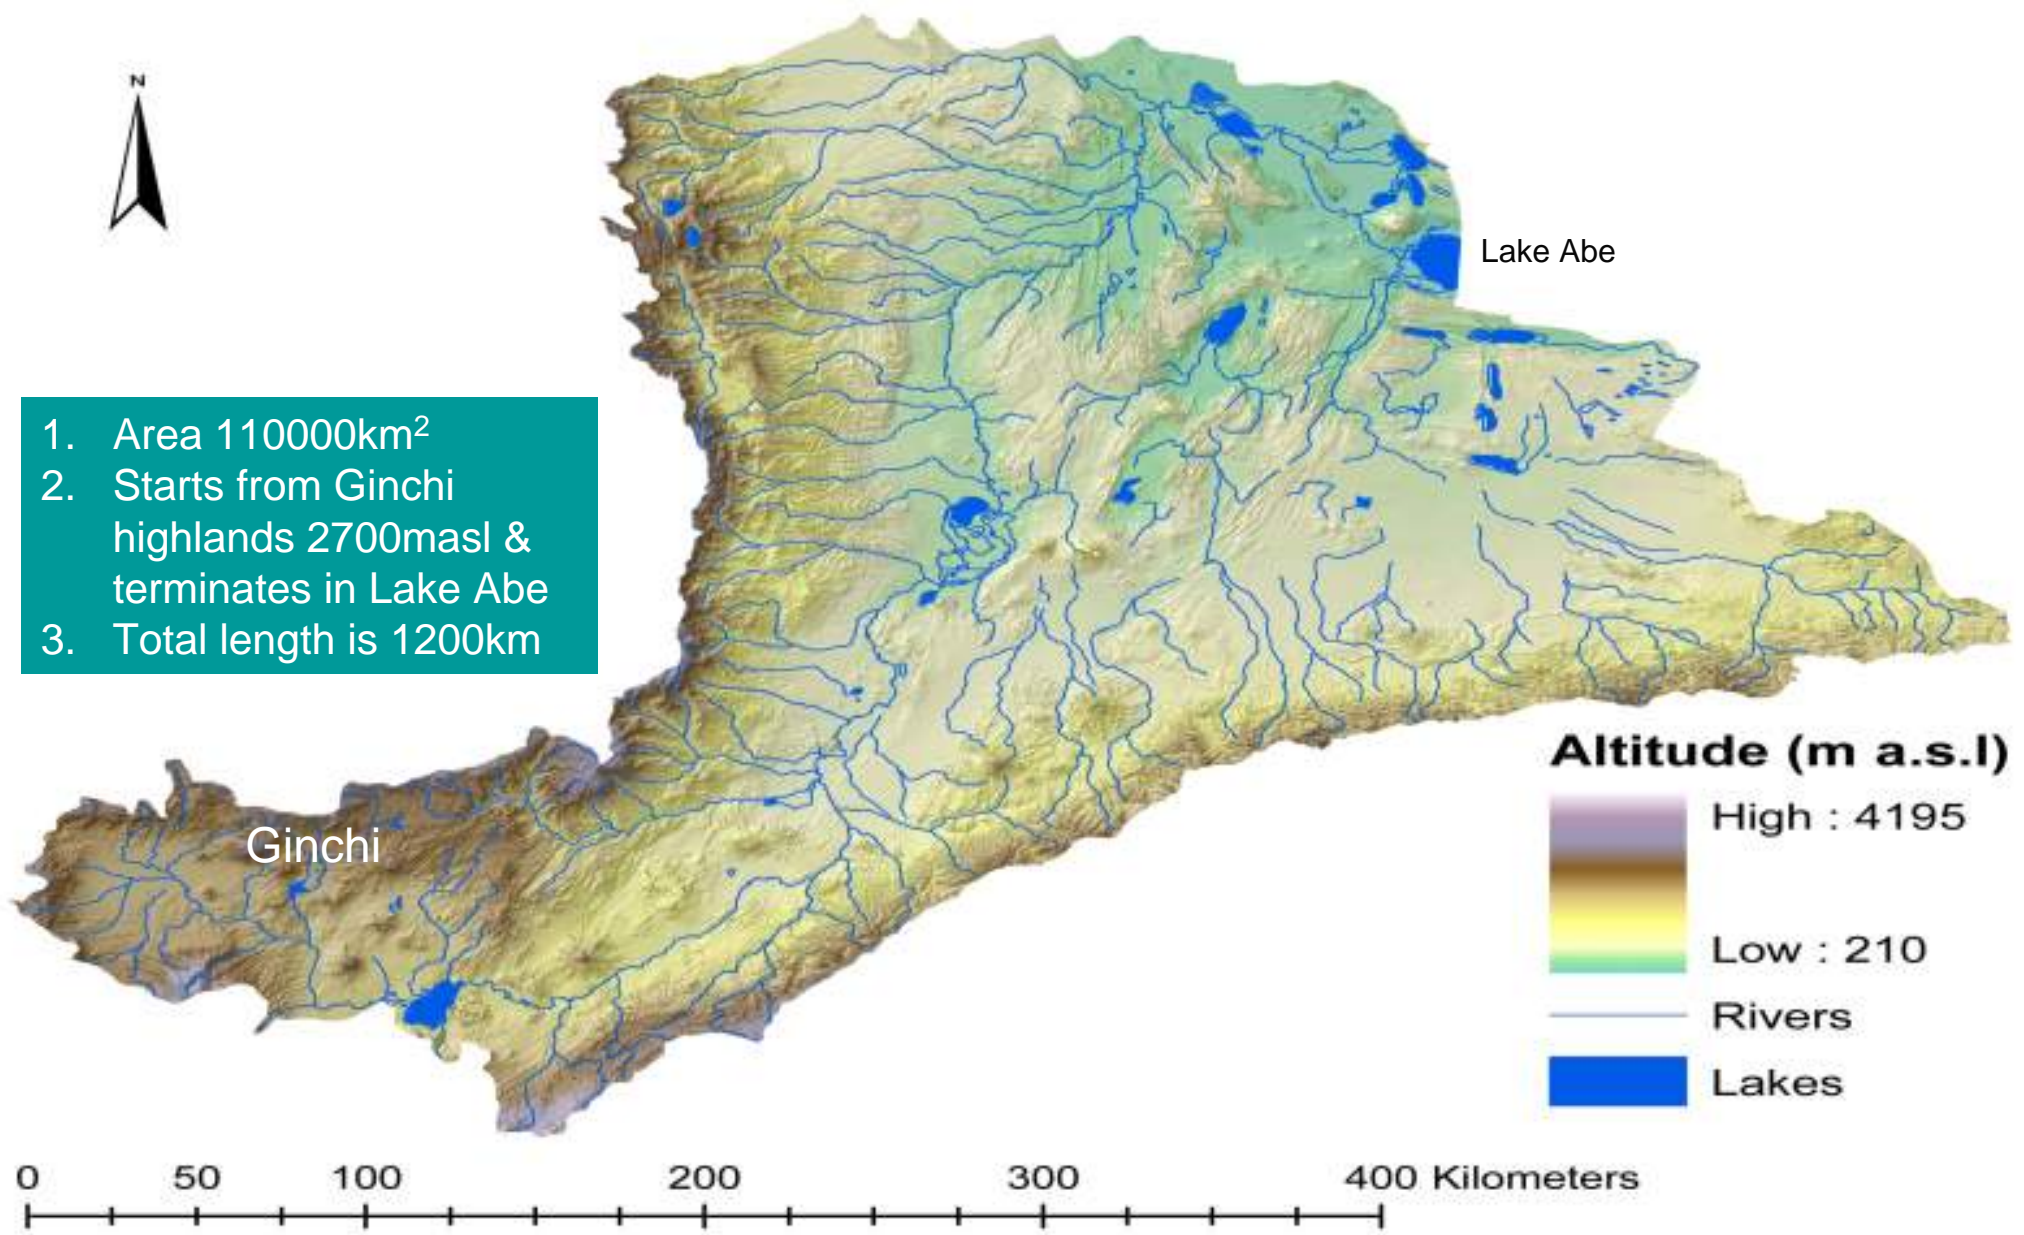 N
Lake Abe
1. Area 110000km²
2. Starts from Ginchi
highlands 2700masl &
terminates in Lake Abe
3. Total length is 1200km
Ginchi
Altitude (m a.s.l)
High : 4195
Low : 210
Rivers
Lakes
0 50 100 200 300 400 Kilometers